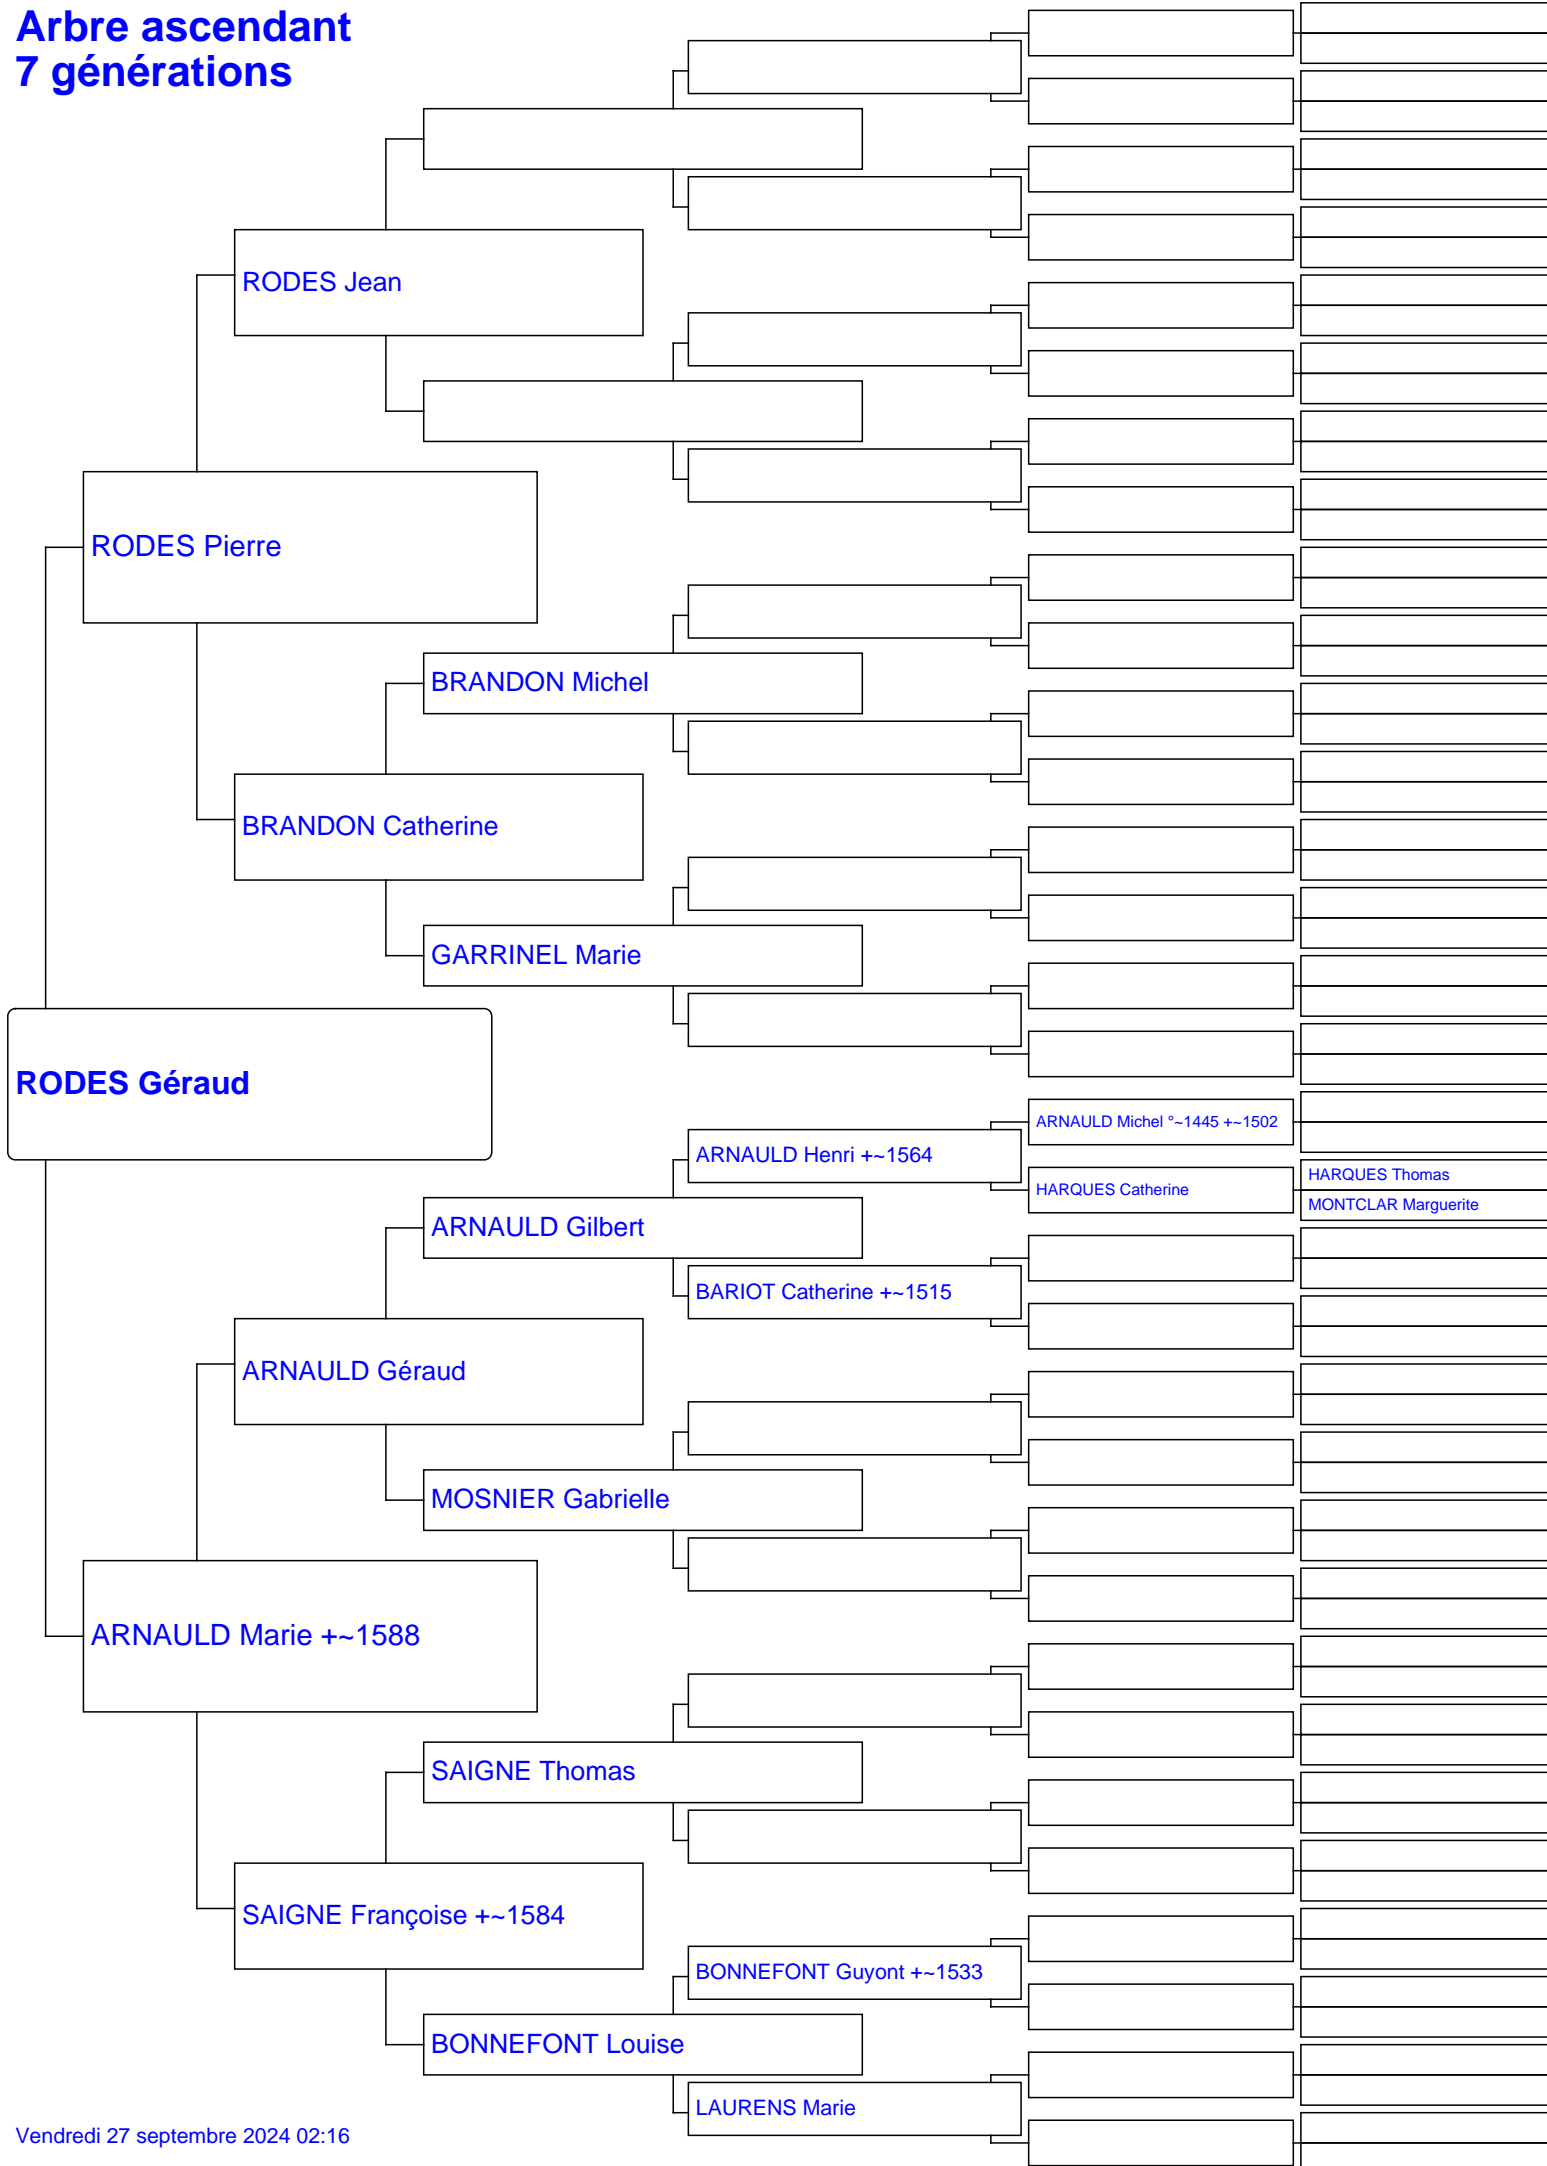 Arbre ascendant
7 générations
RODES Jean
RODES Pierre
BRANDON Michel
BRANDON Catherine
GARRINEL Marie
RODES Géraud
ARNAULD Michel °~1445 +~1502
ARNAULD Henri +~1564
HARQUES Thomas
HARQUES Catherine
MONTCLAR Marguerite
ARNAULD Gilbert
BARIOT Catherine +~1515
ARNAULD Géraud
MOSNIER Gabrielle
ARNAULD Marie +~1588
SAIGNE Thomas
SAIGNE Françoise +~1584
BONNEFONT Guyont +~1533
BONNEFONT Louise
LAURENS Marie
Vendredi 27 septembre 2024 02:16